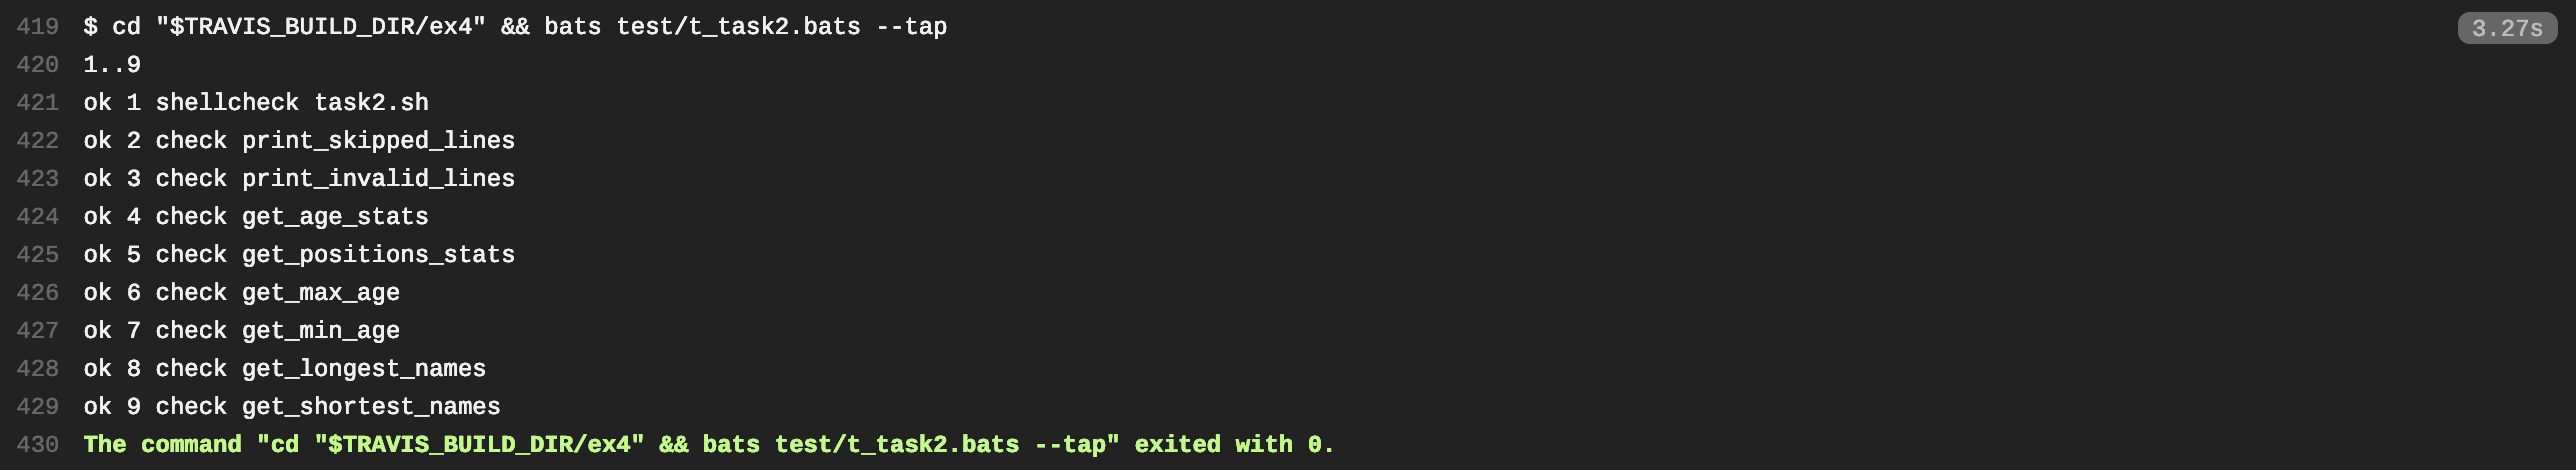 419 $ cd "$TRAVIS_BUILD_DIR/ex4" && bats test/t_task2.bats --tap 3.27s
420 1..9
421 ok 1 shellcheck task2.sh
422 ok 2 check print_skipped_lines
423 ok 3 check print_invalid_lines
424 ok 4 check get_age_stats
425 ok 5 check get_positions_stats
426 ok 6 check get_max_age
427 ok 7 check get_min_age
428 ok 8 check get_longest_names
429 ok 9 check get_shortest_names
430 The command "cd "$TRAVIS_BUILD_DIR/ex4" && bats test/t_task2.bats --tap" exited with 0.